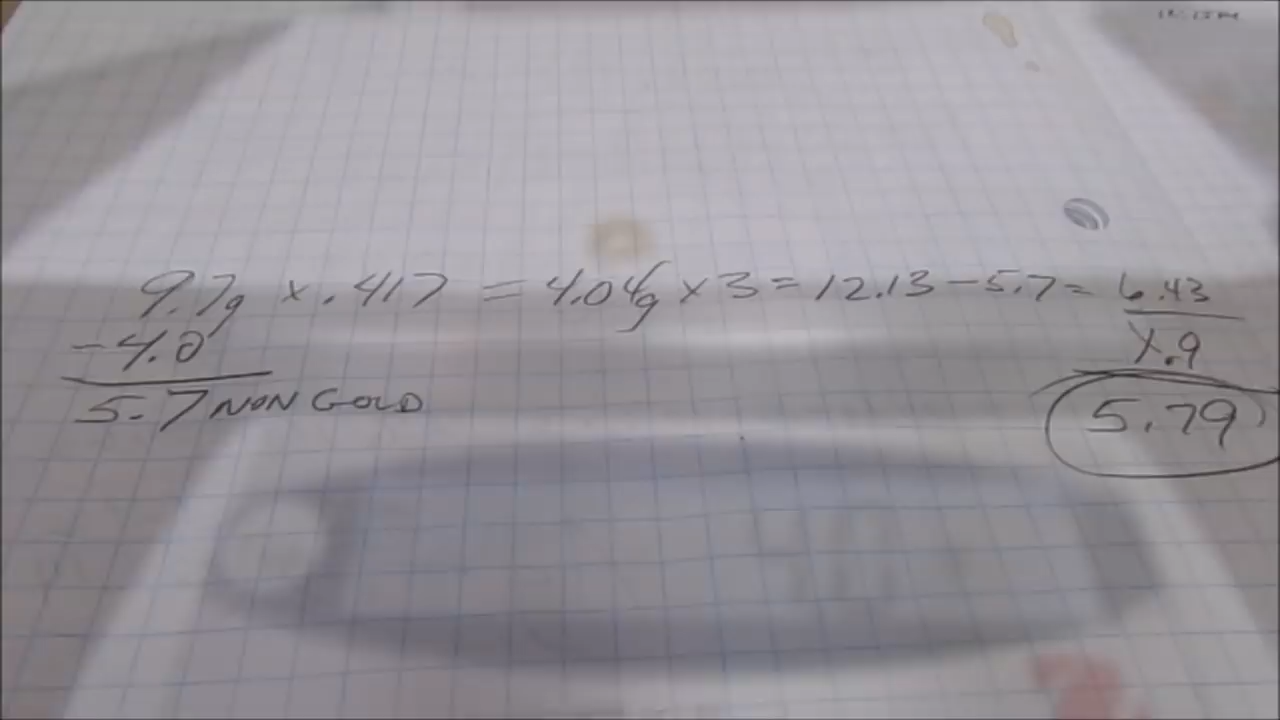 9.7g x .417 = 4.04g x 3 = 12.13 - 5.7 = 6.43
-4.0
x.9
5.7 NON GOLD
5.79